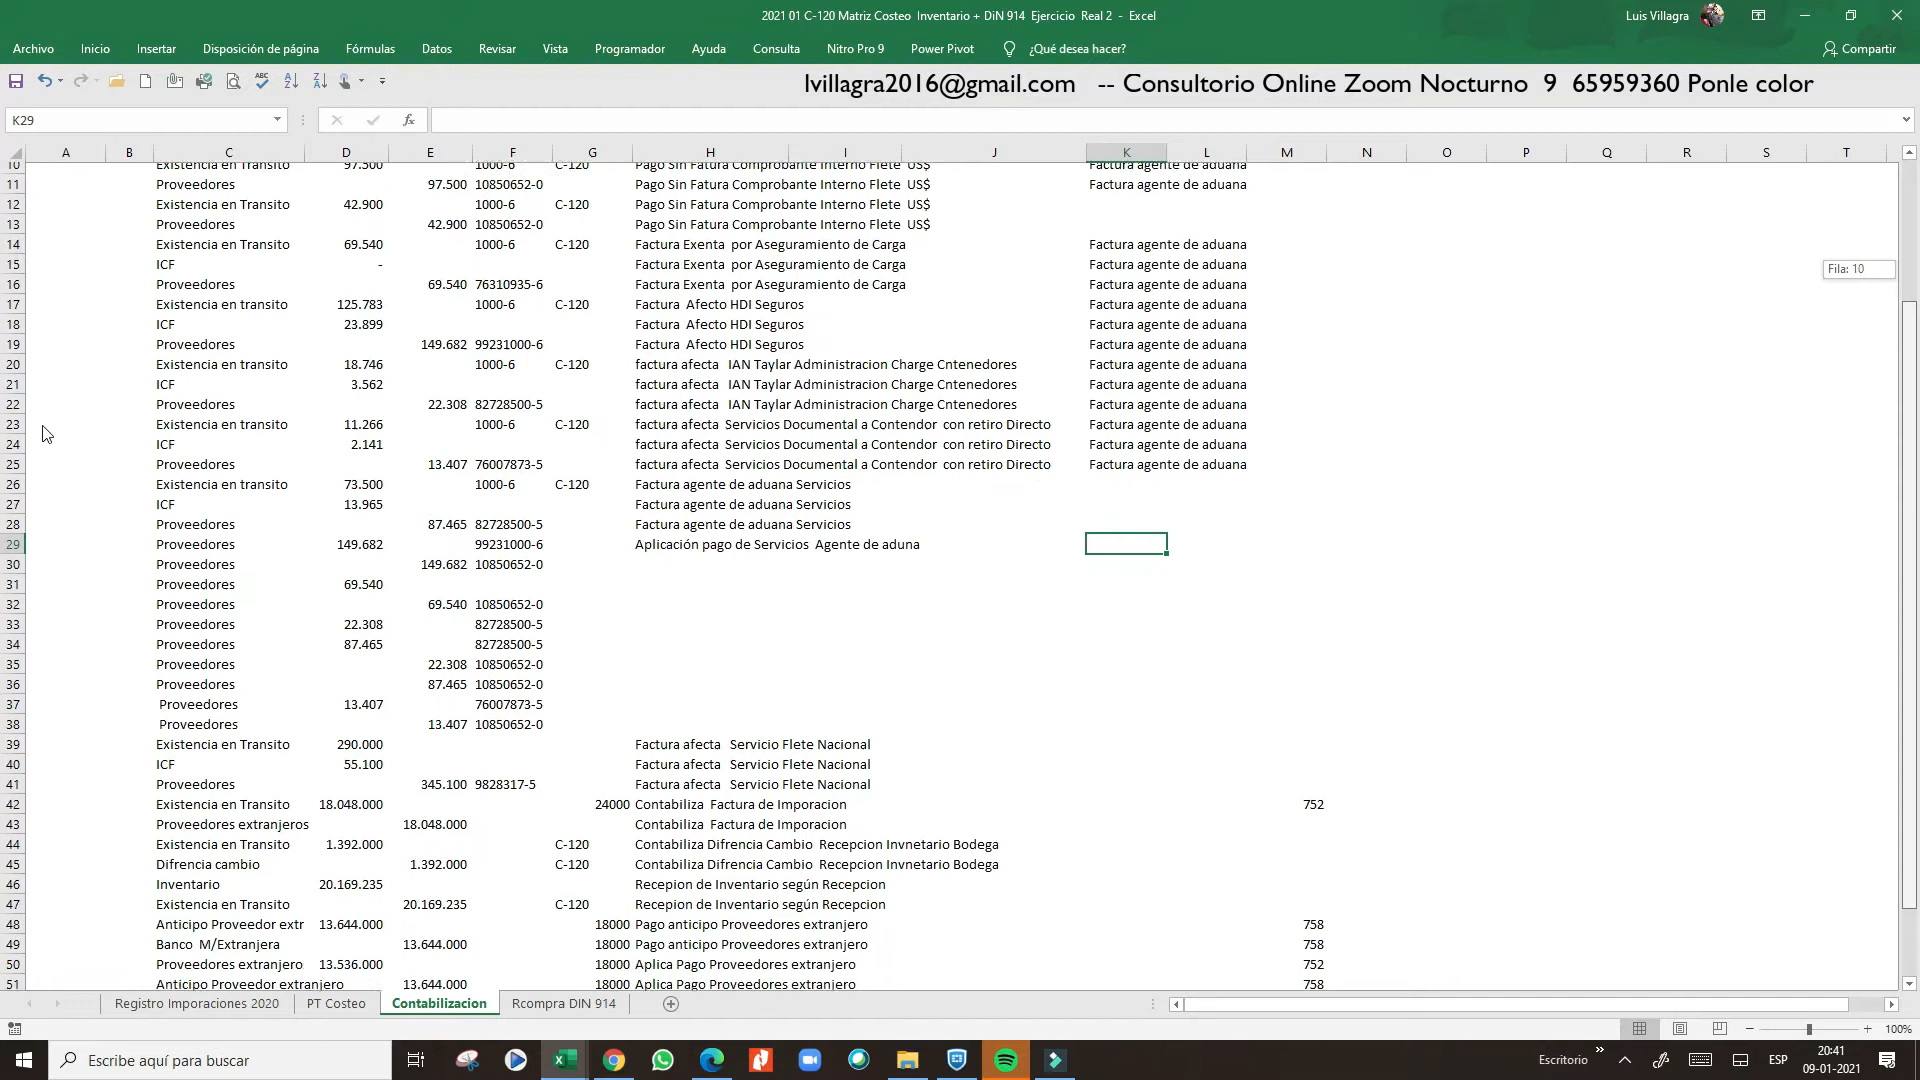 2021 01 C-120 Matriz Costeo Inventario + DiN 914 Ejercicio Real 2 - Excel
Luis Villagra
Archivo Inicio Insertar Disposición de página Fórmulas Datos Revisar Vista Programador Ayuda Consulta Nitro Pro 9 Power Pivot ¿Qué desea hacer? Compartir
lvillagra2016@gmail.com -- Consultorio Online Zoom Nocturno 9 65959360 Ponle color
K29 fx
A B C D E F G H I J K L M N O P Q R S T
10 Existencia en Transito 97.500 1000-6 C-120 Pago Sin Fatura Comprobante Interno Flete US$ Factura agente de aduana
11 Proveedores 97.500 10850652-0 Pago Sin Fatura Comprobante Interno Flete US$ Factura agente de aduana
12 Existencia en Transito 42.900 1000-6 C-120 Pago Sin Fatura Comprobante Interno Flete US$
13 Proveedores 42.900 10850652-0 Pago Sin Fatura Comprobante Interno Flete US$
14 Existencia en Transito 69.540 1000-6 C-120 Factura Exenta por Aseguramiento de Carga Factura agente de aduana
15 ICF - Factura Exenta por Aseguramiento de Carga Factura agente de aduana
Fila: 10
16 Proveedores 69.540 76310935-6 Factura Exenta por Aseguramiento de Carga Factura agente de aduana
17 Existencia en transito 125.783 1000-6 C-120 Factura Afecto HDI Seguros Factura agente de aduana
18 ICF 23.899 Factura Afecto HDI Seguros Factura agente de aduana
19 Proveedores 149.682 99231000-6 Factura Afecto HDI Seguros Factura agente de aduana
20 Existencia en transito 18.746 1000-6 C-120 factura afecta IAN Taylar Administracion Charge Cntenedores Factura agente de aduana
21 ICF 3.562 factura afecta IAN Taylar Administracion Charge Cntenedores Factura agente de aduana
22 Proveedores 22.308 82728500-5 factura afecta IAN Taylar Administracion Charge Cntenedores Factura agente de aduana
23 Existencia en transito 11.266 1000-6 C-120 factura afecta Servicios Documental a Contendor con retiro Directo Factura agente de aduana
24 ICF 2.141 factura afecta Servicios Documental a Contendor con retiro Directo Factura agente de aduana
25 Proveedores 13.407 76007873-5 factura afecta Servicios Documental a Contendor con retiro Directo Factura agente de aduana
26 Existencia en transito 73.500 1000-6 C-120 Factura agente de aduana Servicios
27 ICF 13.965 Factura agente de aduana Servicios
28 Proveedores 87.465 82728500-5 Factura agente de aduana Servicios
29 Proveedores 149.682 99231000-6 Aplicación pago de Servicios Agente de aduna
30 Proveedores 149.682 10850652-0
31 Proveedores 69.540
32 Proveedores 69.540 10850652-0
33 Proveedores 22.308 82728500-5
34 Proveedores 87.465 82728500-5
35 Proveedores 22.308 10850652-0
36 Proveedores 87.465 10850652-0
37 Proveedores 13.407 76007873-5
38 Proveedores 13.407 10850652-0
39 Existencia en Transito 290.000 Factura afecta Servicio Flete Nacional
40 ICF 55.100 Factura afecta Servicio Flete Nacional
41 Proveedores 345.100 9828317-5 Factura afecta Servicio Flete Nacional
42 Existencia en Transito 18.048.000 24000 Contabiliza Factura de Imporacion 752
43 Proveedores extranjeros 18.048.000 Contabiliza Factura de Imporacion
44 Existencia en Transito 1.392.000 C-120 Contabiliza Difrencia Cambio Recepcion Invnetario Bodega
45 Difrencia cambio 1.392.000 C-120 Contabiliza Difrencia Cambio Recepcion Invnetario Bodega
46 Inventario 20.169.235 Recepion de Inventario según Recepcion
47 Existencia en Transito 20.169.235 C-120 Recepion de Inventario según Recepcion
48 Anticipo Proveedor extr 13.644.000 18000 Pago anticipo Proveedores extranjero 758
49 Banco M/Extranjera 13.644.000 18000 Pago anticipo Proveedores extranjero 758
50 Proveedores extranjero 13.536.000 18000 Aplica Pago Proveedores extranjero 752
51 Anticipo Proveedor extranjero 13.644.000 18000 Aplica Pago Proveedores extranjero 758
Registro Imporaciones 2020 PT Costeo Contabilizacion Rcompra DIN 914
100%
Escribe aquí para buscar
Escritorio ESP 20:41
09-01-2021